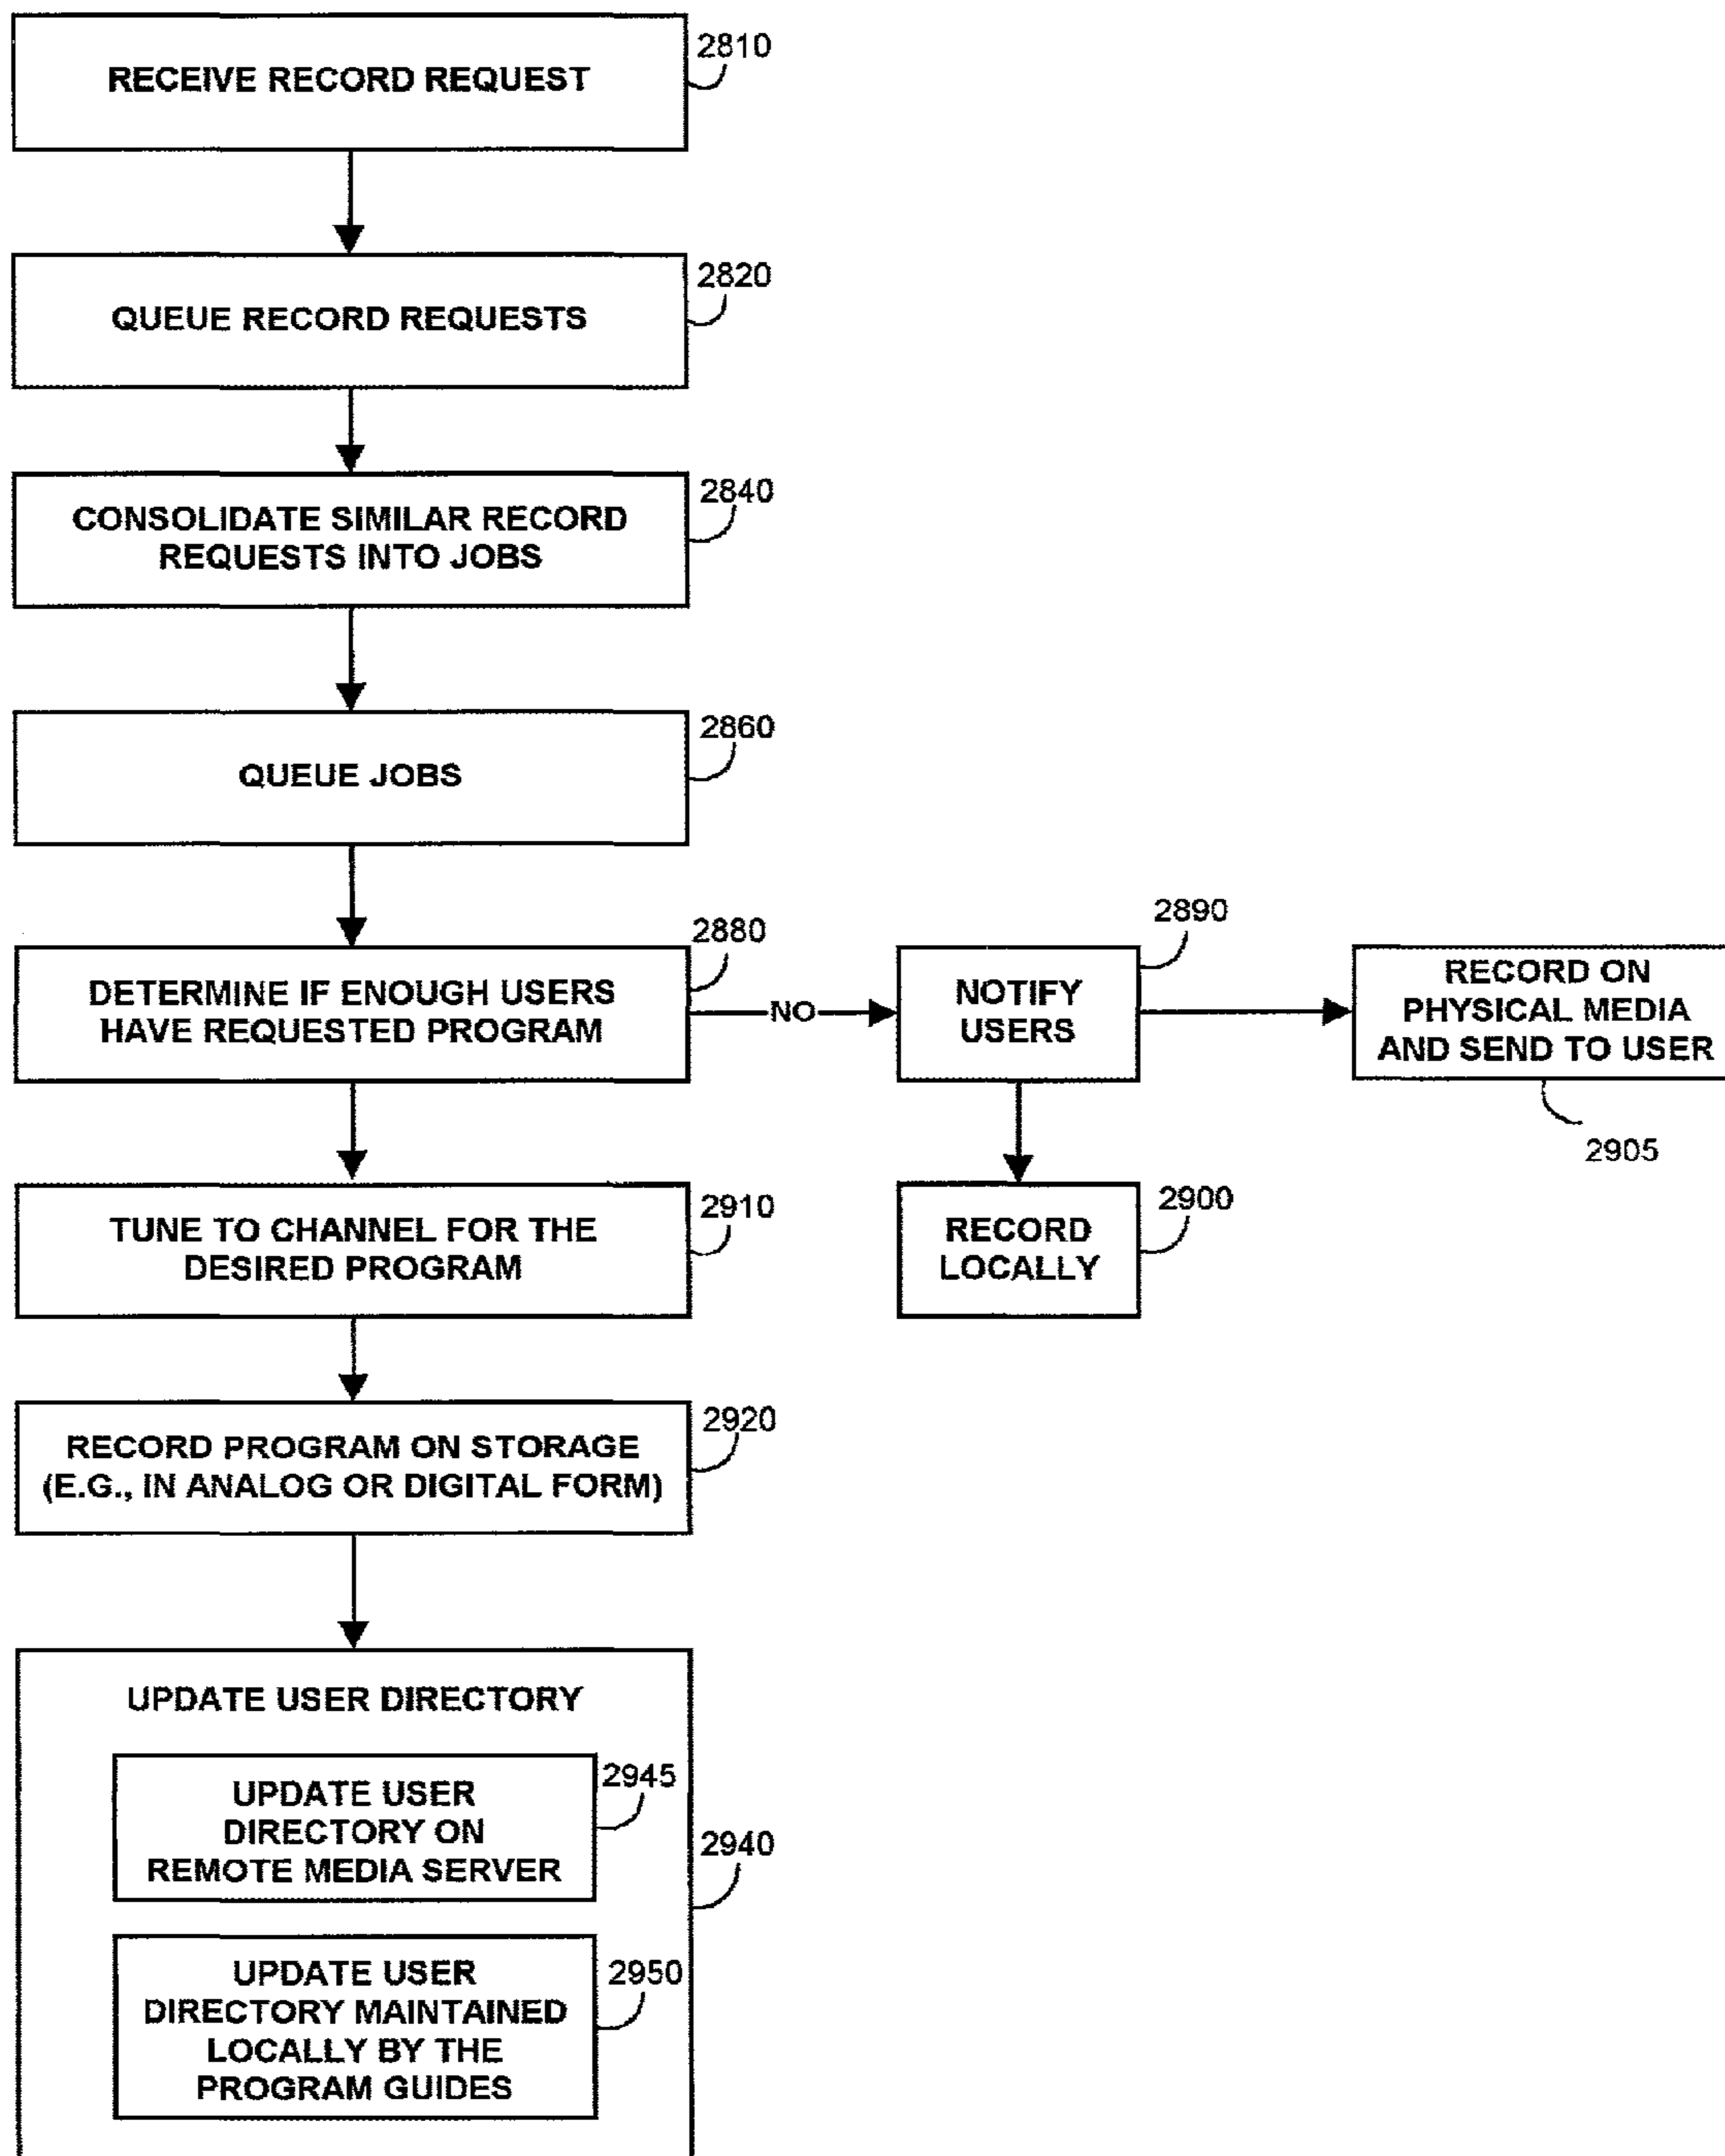 RECEIVE RECORD REQUEST
2810
QUEUE RECORD REQUESTS
2820
CONSOLIDATE SIMILAR RECORD
REQUESTS INTO JOBS
2840
QUEUE JOBS
2860
DETERMINE IF ENOUGH USERS
HAVE REQUESTED PROGRAM
2880
NO
NOTIFY
USERS
2890
RECORD ON
PHYSICAL MEDIA
AND SEND TO USER
2905
RECORD
LOCALLY
2900
TUNE TO CHANNEL FOR THE
DESIRED PROGRAM
2910
RECORD PROGRAM ON STORAGE
(E.G., IN ANALOG OR DIGITAL FORM)
2920
UPDATE USER DIRECTORY
2940
UPDATE USER
DIRECTORY ON
REMOTE MEDIA SERVER
2945
UPDATE USER
DIRECTORY MAINTAINED
LOCALLY BY THE
PROGRAM GUIDES
2950